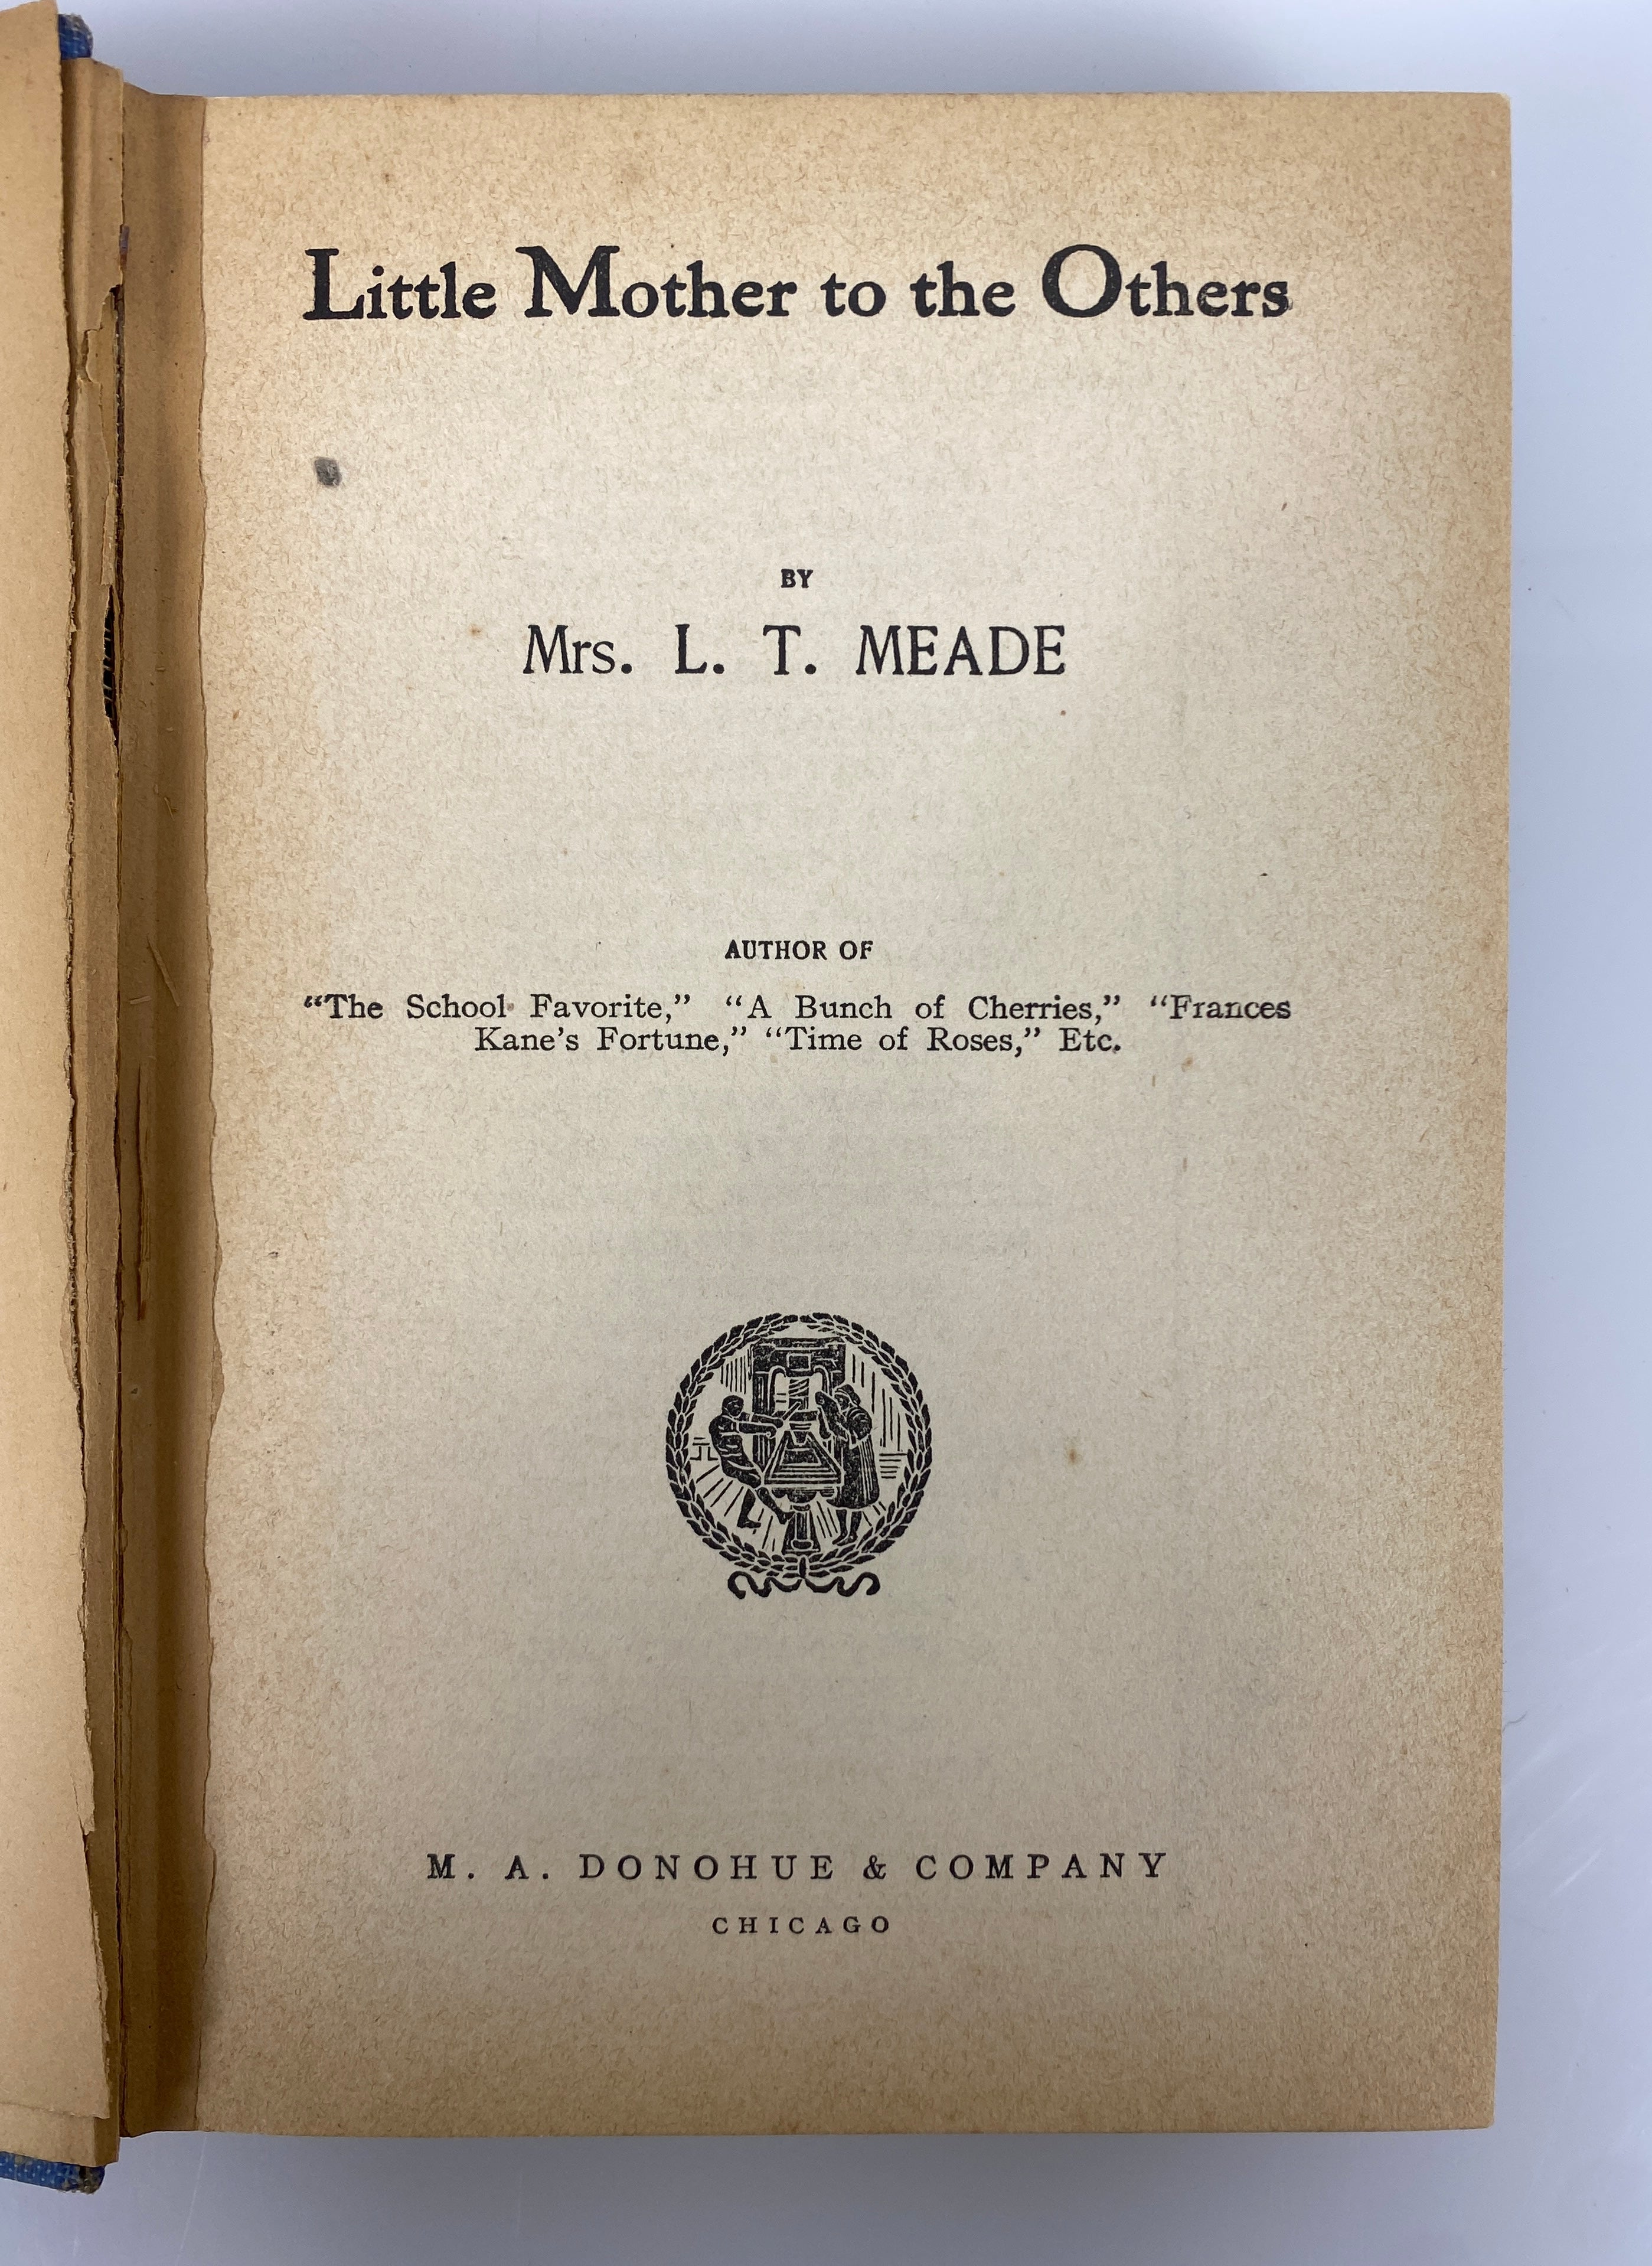 Little Mother to the Others
BY
Mrs. L. T. MEADE
AUTHOR OF
“The School Favorite,” “A Bunch of Cherries,” “Frances
Kane’s Fortune,” “Time of Roses,” Etc.
M. A. DONOHUE & COMPANY
CHICAGO